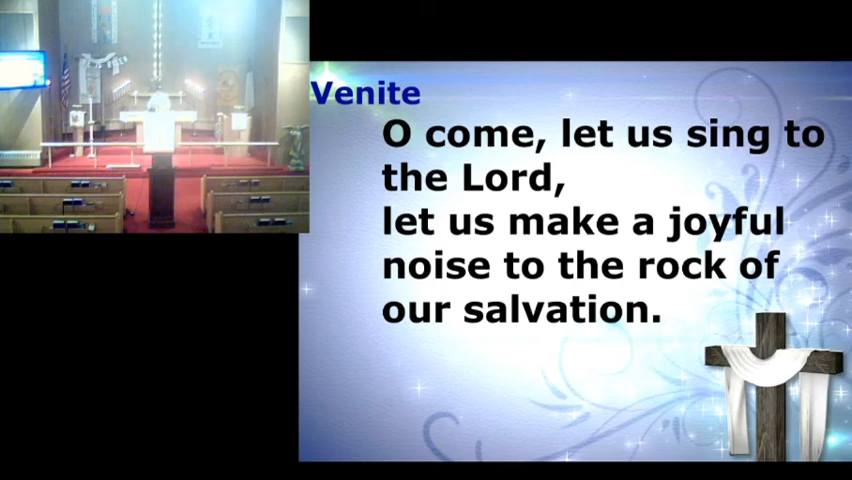 Venite
O come, let us sing to
the Lord,
let us make a joyful
noise to the rock of
our salvation.